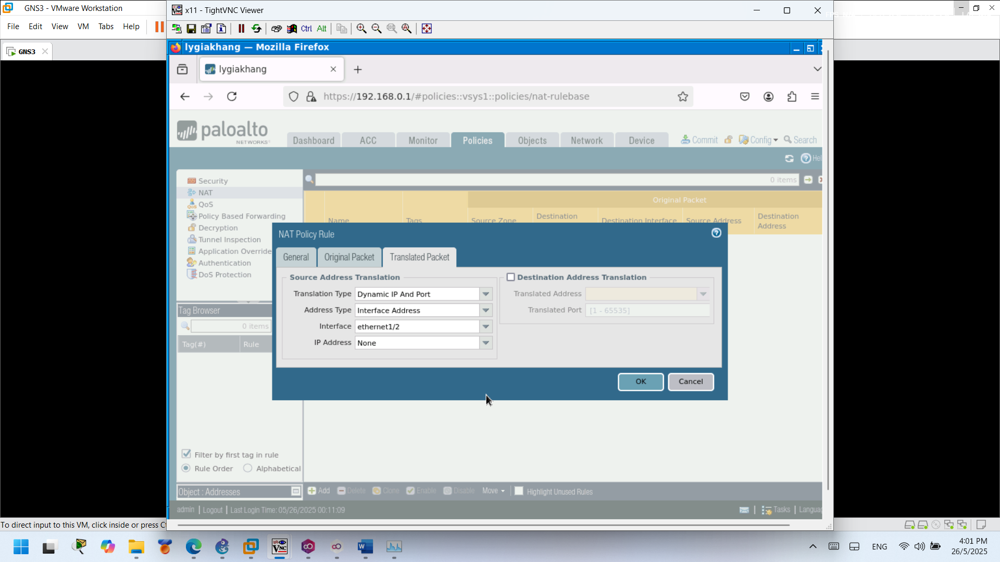 GNS3 - VMware Workstation
File Edit View VM Tabs Help
GNS3
x11 - TightVNC Viewer
Ctrl Alt
lygiakhang — Mozilla Firefox
lygiakhang
https://192.168.0.1/#policies::vsys1::policies/nat-rulebase
paloalto
NETWORKS®
Dashboard ACC Monitor Policies Objects Network Device
Commit Config Search
Hel
Security
NAT
QoS
Policy Based Forwarding
Decryption
Tunnel Inspection
Application Override
Authentication
DoS Protection
0 items
Original Packet
Name Tags Source Zone Destination Destination Interface Source Address Destination Address
NAT Policy Rule
General Original Packet Translated Packet
Source Address Translation
Translation Type Dynamic IP And Port
Address Type Interface Address
Interface ethernet1/2
IP Address None
Destination Address Translation
Translated Address
Translated Port [1 - 65535]
OK Cancel
Tag Browser
0 items
Tag(#) Rule
Filter by first tag in rule
Rule Order Alphabetical
Object : Addresses
Add Delete Clone Enable Disable Move Highlight Unused Rules
admin | Logout | Last Login Time: 05/26/2025 00:11:09
Tasks | Languag
To direct input to this VM, click inside or press C
VNC
ENG
4:01 PM
26/5/2025